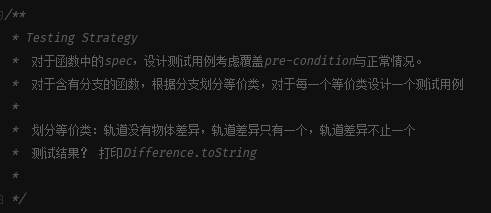 /**
* Testing Strategy
* 对于函数中的spec，设计测试用例考虑覆盖pre-condition与正常情况。
* 对于含有分支的函数，根据分支划分等价类，对于每一个等价类设计一个测试用例
*
* 划分等价类：轨道没有物体差异，轨道差异只有一个，轨道差异不止一个
* 测试结果？ 打印Difference.toString
*
*/